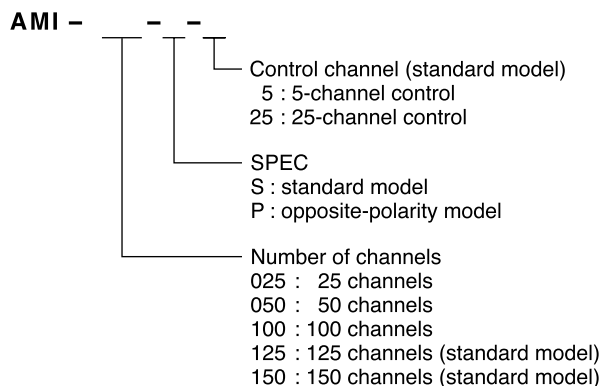 AMI – – –
Control channel (standard model)
5 : 5-channel control
25 : 25-channel control
SPEC
S : standard model
P : opposite-polarity model
Number of channels
025 : 25 channels
050 : 50 channels
100 : 100 channels
125 : 125 channels (standard model)
150 : 150 channels (standard model)